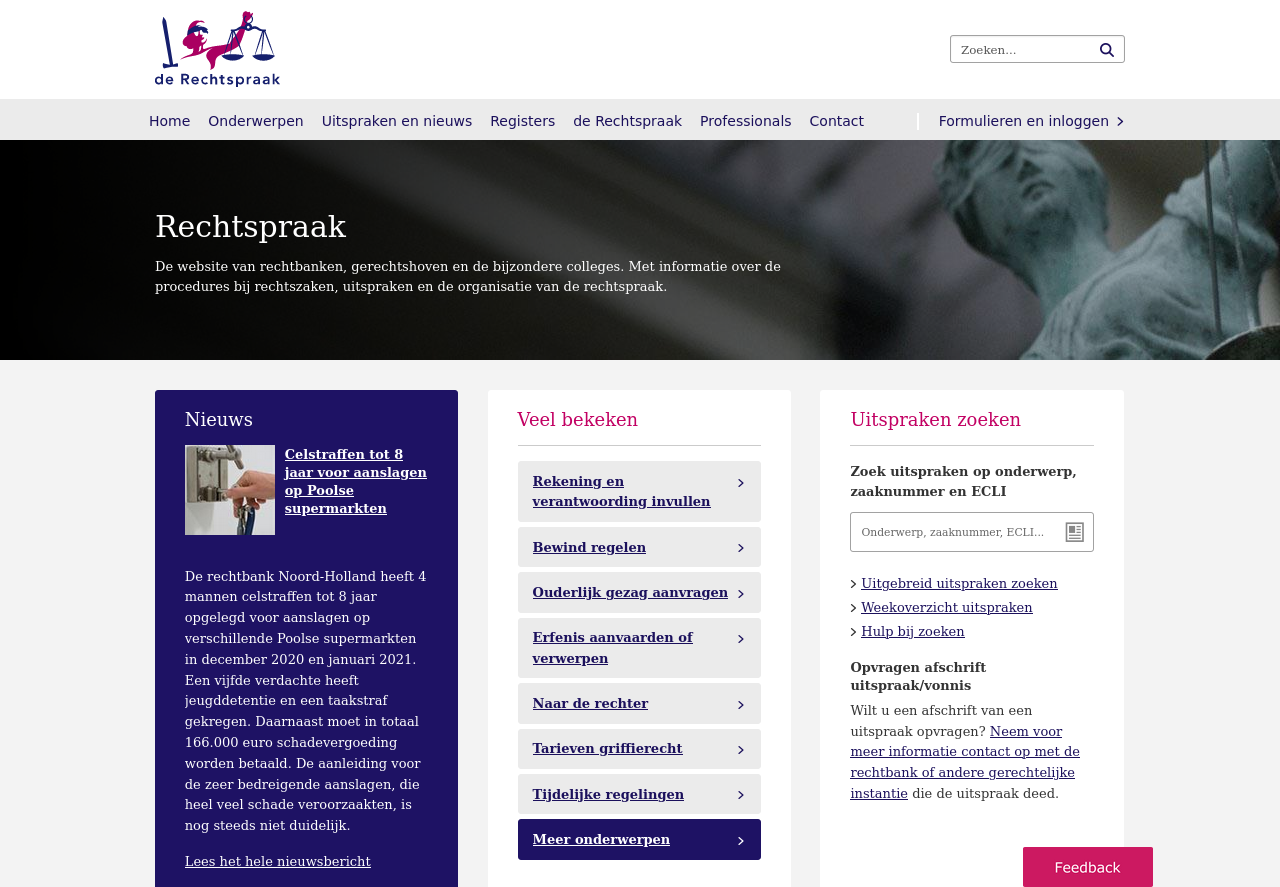 de Rechtspraak
Zoeken...
Home Onderwerpen Uitspraken en nieuws Registers de Rechtspraak Professionals Contact Formulieren en inloggen
Rechtspraak
De website van rechtbanken, gerechtshoven en de bijzondere colleges. Met informatie over de
procedures bij rechtszaken, uitspraken en de organisatie van de rechtspraak.
Nieuws
Celstraffen tot 8
jaar voor aanslagen
op Poolse
supermarkten
De rechtbank Noord-Holland heeft 4
mannen celstraffen tot 8 jaar
opgelegd voor aanslagen op
verschillende Poolse supermarkten
in december 2020 en januari 2021.
Een vijfde verdachte heeft
jeugddetentie en een taakstraf
gekregen. Daarnaast moet in totaal
166.000 euro schadevergoeding
worden betaald. De aanleiding voor
de zeer bedreigende aanslagen, die
heel veel schade veroorzaakten, is
nog steeds niet duidelijk.
Lees het hele nieuwsbericht
Veel bekeken
Rekening en
verantwoording invullen
Bewind regelen
Ouderlijk gezag aanvragen
Erfenis aanvaarden of
verwerpen
Naar de rechter
Tarieven griffierecht
Tijdelijke regelingen
Meer onderwerpen
Uitspraken zoeken
Zoek uitspraken op onderwerp,
zaaknummer en ECLI
Onderwerp, zaaknummer, ECLI...
Uitgebreid uitspraken zoeken
Weekoverzicht uitspraken
Hulp bij zoeken
Opvragen afschrift
uitspraak/vonnis
Wilt u een afschrift van een
uitspraak opvragen? Neem voor
meer informatie contact op met de
rechtbank of andere gerechtelijke
instantie die de uitspraak deed.
Feedback